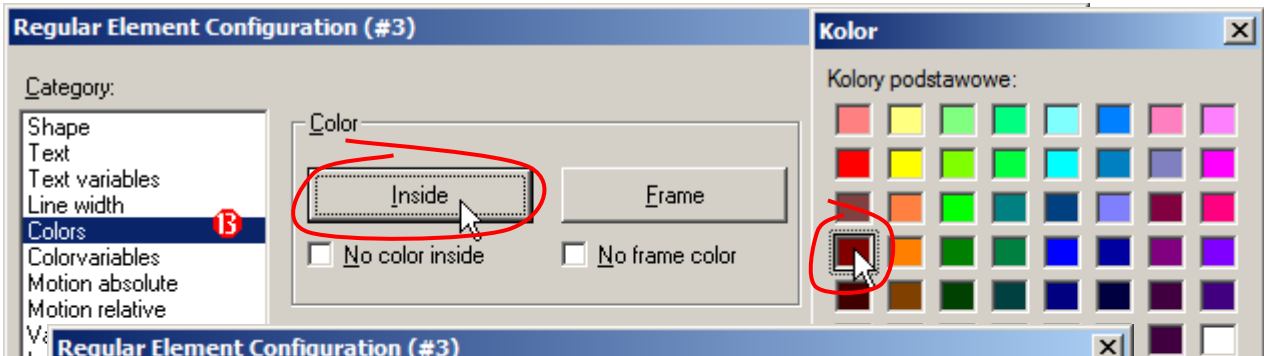 Regular Element Configuration (#3)
Category:
Shape
Text
Text variables
Line width
Colors
13
Colorvariables
Motion absolute
Motion relative
Color
Inside
Frame
No color inside
No frame color
Kolor
Kolory podstawowe:
Regular Element Configuration (#3)